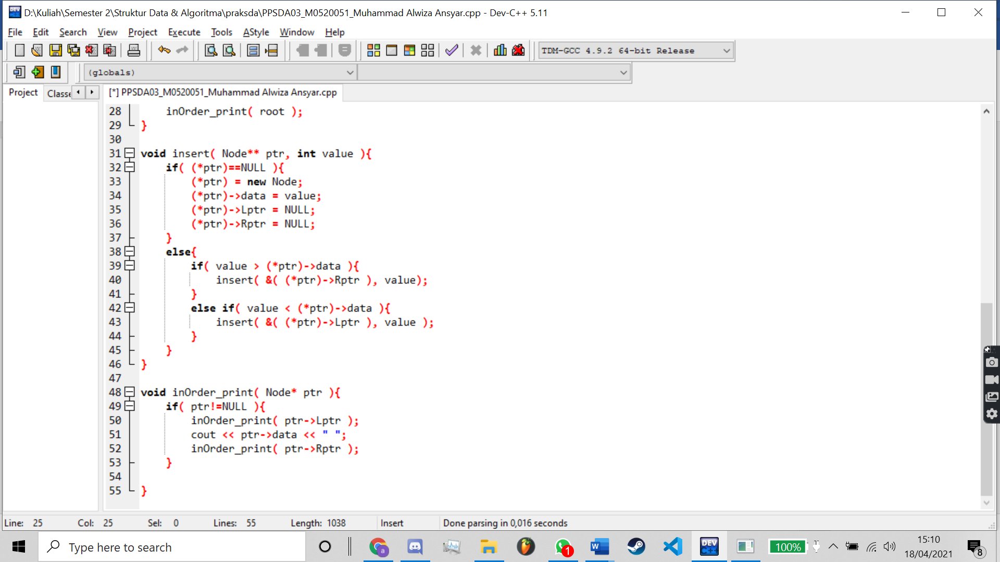 D:\Kuliah\Semester 2\Struktur Data & Algoritma\praksda\PPSDA03_M0520051_Muhammad Alwiza Ansyar.cpp - Dev-C++ 5.11
File Edit Search View Project Execute Tools AStyle Window Help
TDM-GCC 4.9.2 64-bit Release
(globals)
Project Classe [*] PPSDA03_M0520051_Muhammad Alwiza Ansyar.cpp
28     inOrder_print( root );
29 }
30
31 void insert( Node** ptr, int value ){
32     if( (*ptr)==NULL ){
33         (*ptr) = new Node;
34         (*ptr)->data = value;
35         (*ptr)->Lptr = NULL;
36         (*ptr)->Rptr = NULL;
37     }
38     else{
39         if( value > (*ptr)->data ){
40             insert( &( (*ptr)->Rptr ), value);
41         }
42         else if( value < (*ptr)->data ){
43             insert( &( (*ptr)->Lptr ), value );
44         }
45     }
46 }
47
48 void inOrder_print( Node* ptr ){
49     if( ptr!=NULL ){
50         inOrder_print( ptr->Lptr );
51         cout << ptr->data << " ";
52         inOrder_print( ptr->Rptr );
53     }
54
55 }
Line: 25 Col: 25 Sel: 0 Lines: 55 Length: 1038 Insert Done parsing in 0,016 seconds
Type here to search
a
1
W
DEV C++
100%
15:10
18/04/2021
8